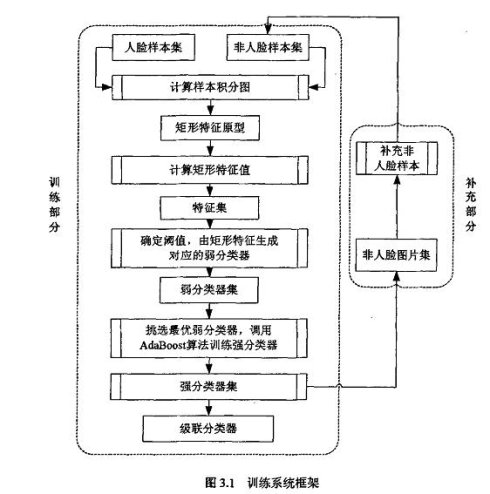 人脸样本集
非人脸样本集
计算样本积分图
矩形特征原型
计算矩形特征值
特征集
确定阈值，由矩形特征生成
对应的弱分类器
弱分类器集
挑选最优弱分类器，调用
AdaBoost算法训练强分类器
强分类器集
级联分类器
训练部分
补充非
人脸样本
非人脸图片集
补充部分
图 3.1 训练系统框架